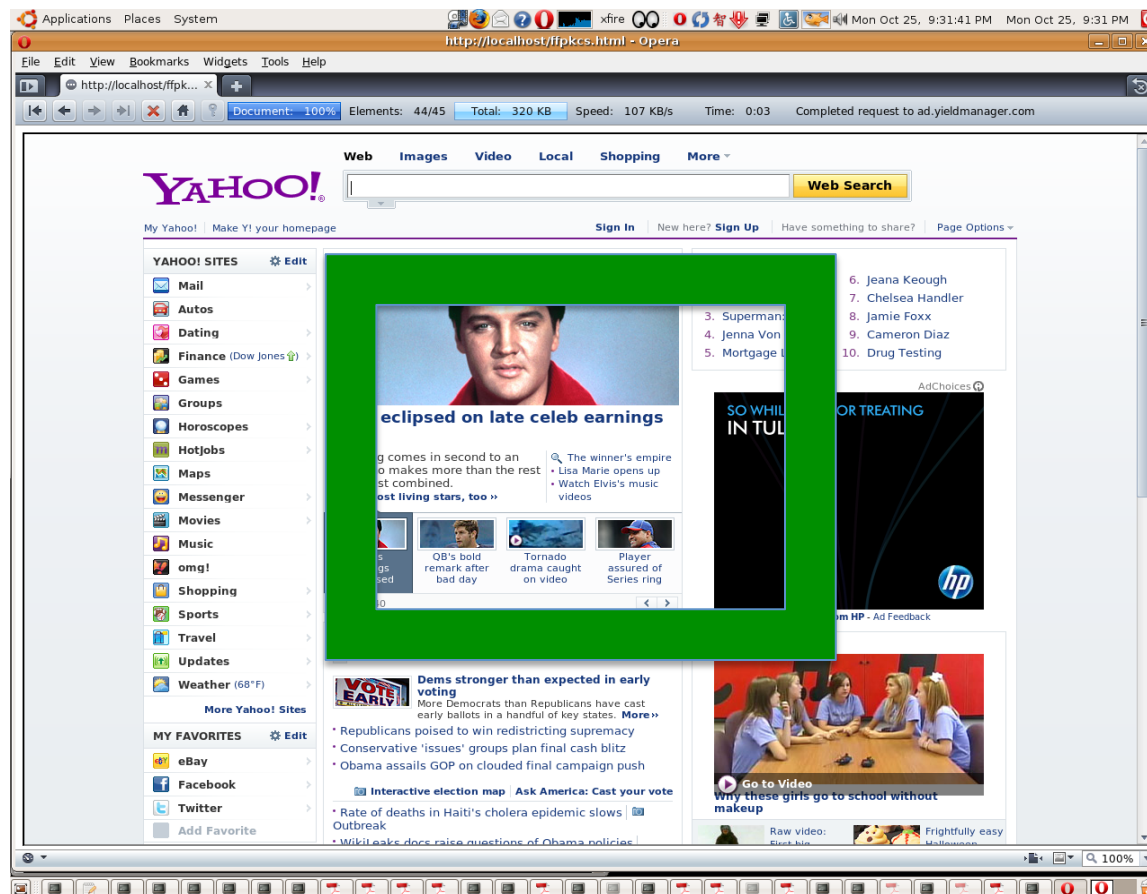 Applications Places System
xfire
Mon Oct 25, 9:31:41 PM Mon Oct 25, 9:31 PM
http://localhost/ffpkcs.html - Opera
File Edit View Bookmarks Widgets Tools Help
http://localhost/ffpk...
Document: 100% Elements: 44/45 Total: 320 KB Speed: 107 KB/s Time: 0:03 Completed request to ad.yieldmanager.com
Web Images Video Local Shopping More
YAHOO!
Web Search
My Yahoo! Make Y! your homepage
Sign In New here? Sign Up Have something to share? Page Options
YAHOO! SITES Edit
Mail
Autos
Dating
Finance (Dow Jones)
Games
Groups
Horoscopes
HotJobs
Maps
Messenger
Movies
Music
omg!
Shopping
Sports
Travel
Updates
Weather (68°F)
More Yahoo! Sites
MY FAVORITES Edit
eBay
Facebook
Twitter
Add Favorite
eclipsed on late celeb earnings
g comes in second to an
o makes more than the rest
st combined.
ost living stars, too ››
The winner's empire
• Lisa Marie opens up
• Watch Elvis's music
videos
s
gs
sed
QB's bold
remark after
bad day
Tornado
drama caught
on video
Player
assured of
Series ring
30
Dems stronger than expected in early
voting
More Democrats than Republicans have cast
early ballots in a handful of key states. More ››
VOTE
EARLY
• Republicans poised to win redistricting supremacy
• Conservative 'issues' groups plan final cash blitz
• Obama assails GOP on clouded final campaign push
Interactive election map Ask America: Cast your vote
• Rate of deaths in Haiti's cholera epidemic slows
Outbreak
• WikiLeaks docs raise questions of Obama policies
3. Superman:
4. Jenna Von
5. Mortgage L
6. Jeana Keough
7. Chelsea Handler
8. Jamie Foxx
9. Cameron Diaz
10. Drug Testing
AdChoices
SO WHIL OR TREATING
IN TUL
hp
om HP - Ad Feedback
Go to Video
Why these girls go to school without
makeup
Raw video:
First big
Frightfully easy
Halloween
100%